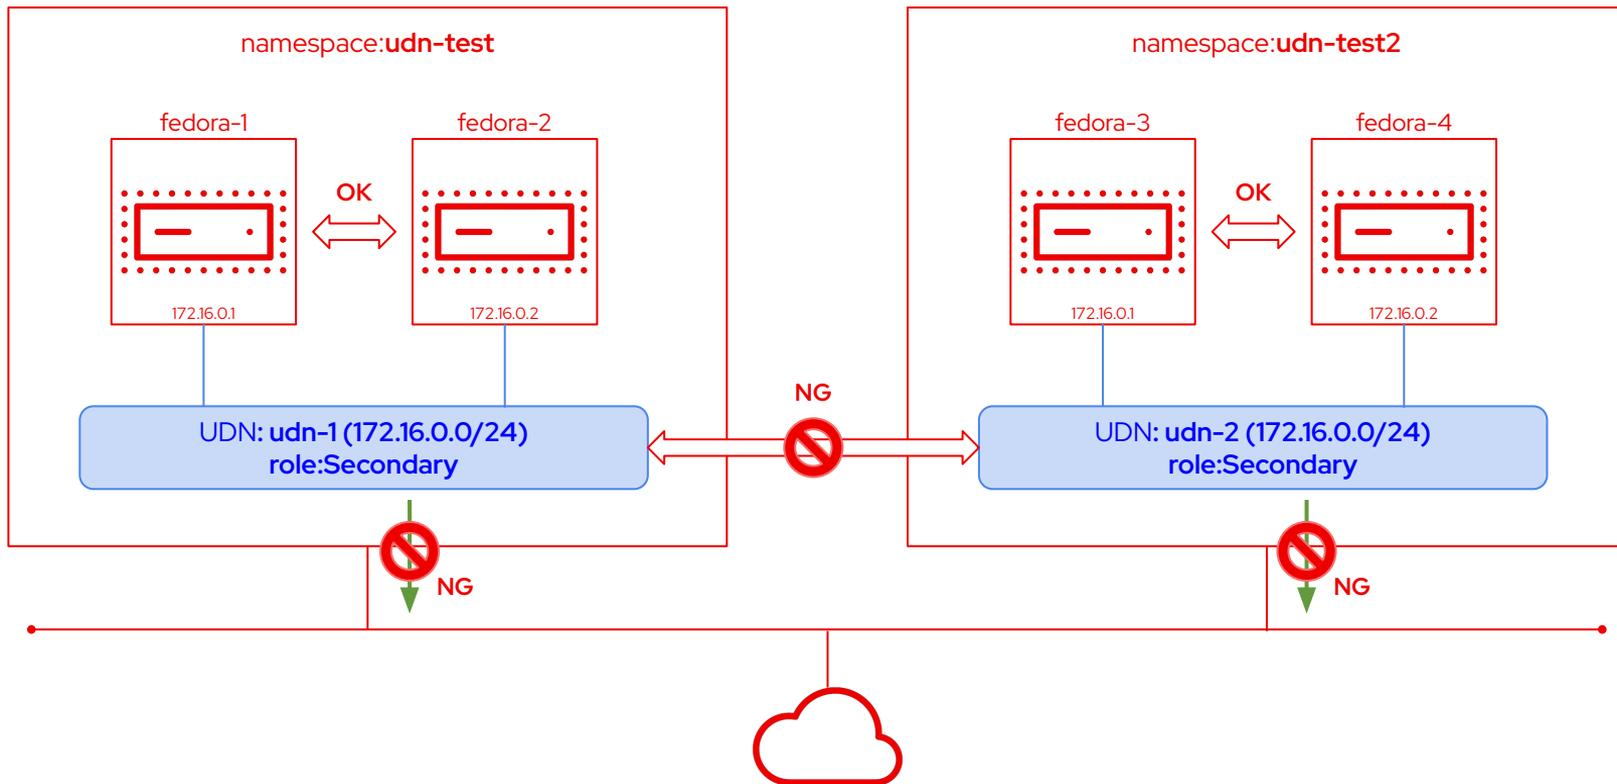 namespace:udn-test
namespace:udn-test2
fedora-1
fedora-2
fedora-3
fedora-4
OK
OK
172.16.0.1
172.16.0.2
172.16.0.1
172.16.0.2
NG
UDN: udn-1 (172.16.0.0/24)
role:Secondary
UDN: udn-2 (172.16.0.0/24)
role:Secondary
NG
NG